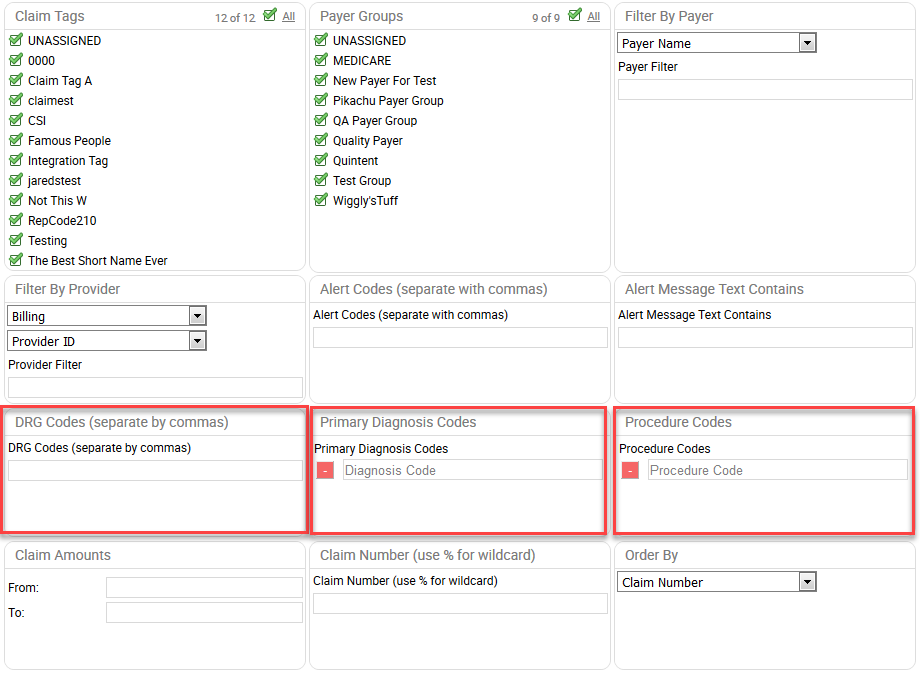 Claim Tags 12 of 12 All
UNASSIGNED
0000
Claim Tag A
claimest
CSI
Famous People
Integration Tag
jaredstest
Not This W
RepCode210
Testing
The Best Short Name Ever
Payer Groups 9 of 9 All
UNASSIGNED
MEDICARE
New Payer For Test
Pikachu Payer Group
QA Payer Group
Quality Payer
Quintent
Test Group
Wiggly'sTuff
Filter By Payer
Payer Name
Payer Filter
Filter By Provider
Billing
Provider ID
Provider Filter
Alert Codes (separate with commas)
Alert Codes (separate with commas)
Alert Message Text Contains
Alert Message Text Contains
DRG Codes (separate by commas)
DRG Codes (separate by commas)
Primary Diagnosis Codes
Primary Diagnosis Codes
- Diagnosis Code
Procedure Codes
Procedure Codes
- Procedure Code
Claim Amounts
From:
To:
Claim Number (use % for wildcard)
Claim Number (use % for wildcard)
Order By
Claim Number